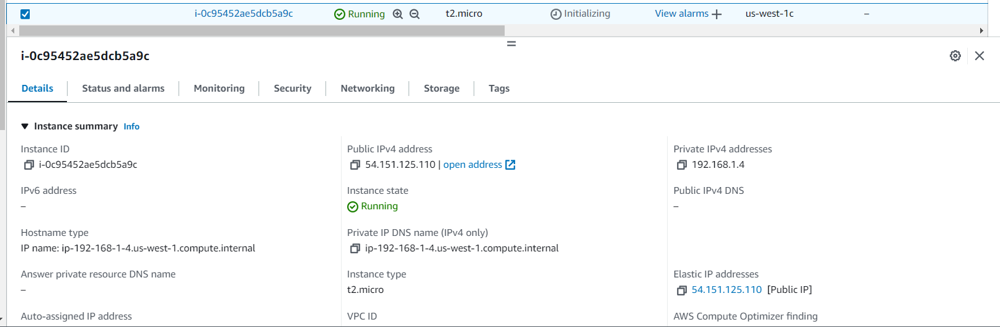 i-0c95452ae5dcb5a9c Running t2.micro Initializing View alarms + us-west-1c –
i-0c95452ae5dcb5a9c
Details Status and alarms Monitoring Security Networking Storage Tags
Instance summary Info
Instance ID Public IPv4 address Private IPv4 addresses
i-0c95452ae5dcb5a9c 54.151.125.110 | open address 192.168.1.4
IPv6 address Instance state Public IPv4 DNS
– Running –
Hostname type Private IP DNS name (IPv4 only)
IP name: ip-192-168-1-4.us-west-1.compute.internal ip-192-168-1-4.us-west-1.compute.internal
Answer private resource DNS name Instance type Elastic IP addresses
– t2.micro 54.151.125.110 [Public IP]
Auto-assigned IP address VPC ID AWS Compute Optimizer finding